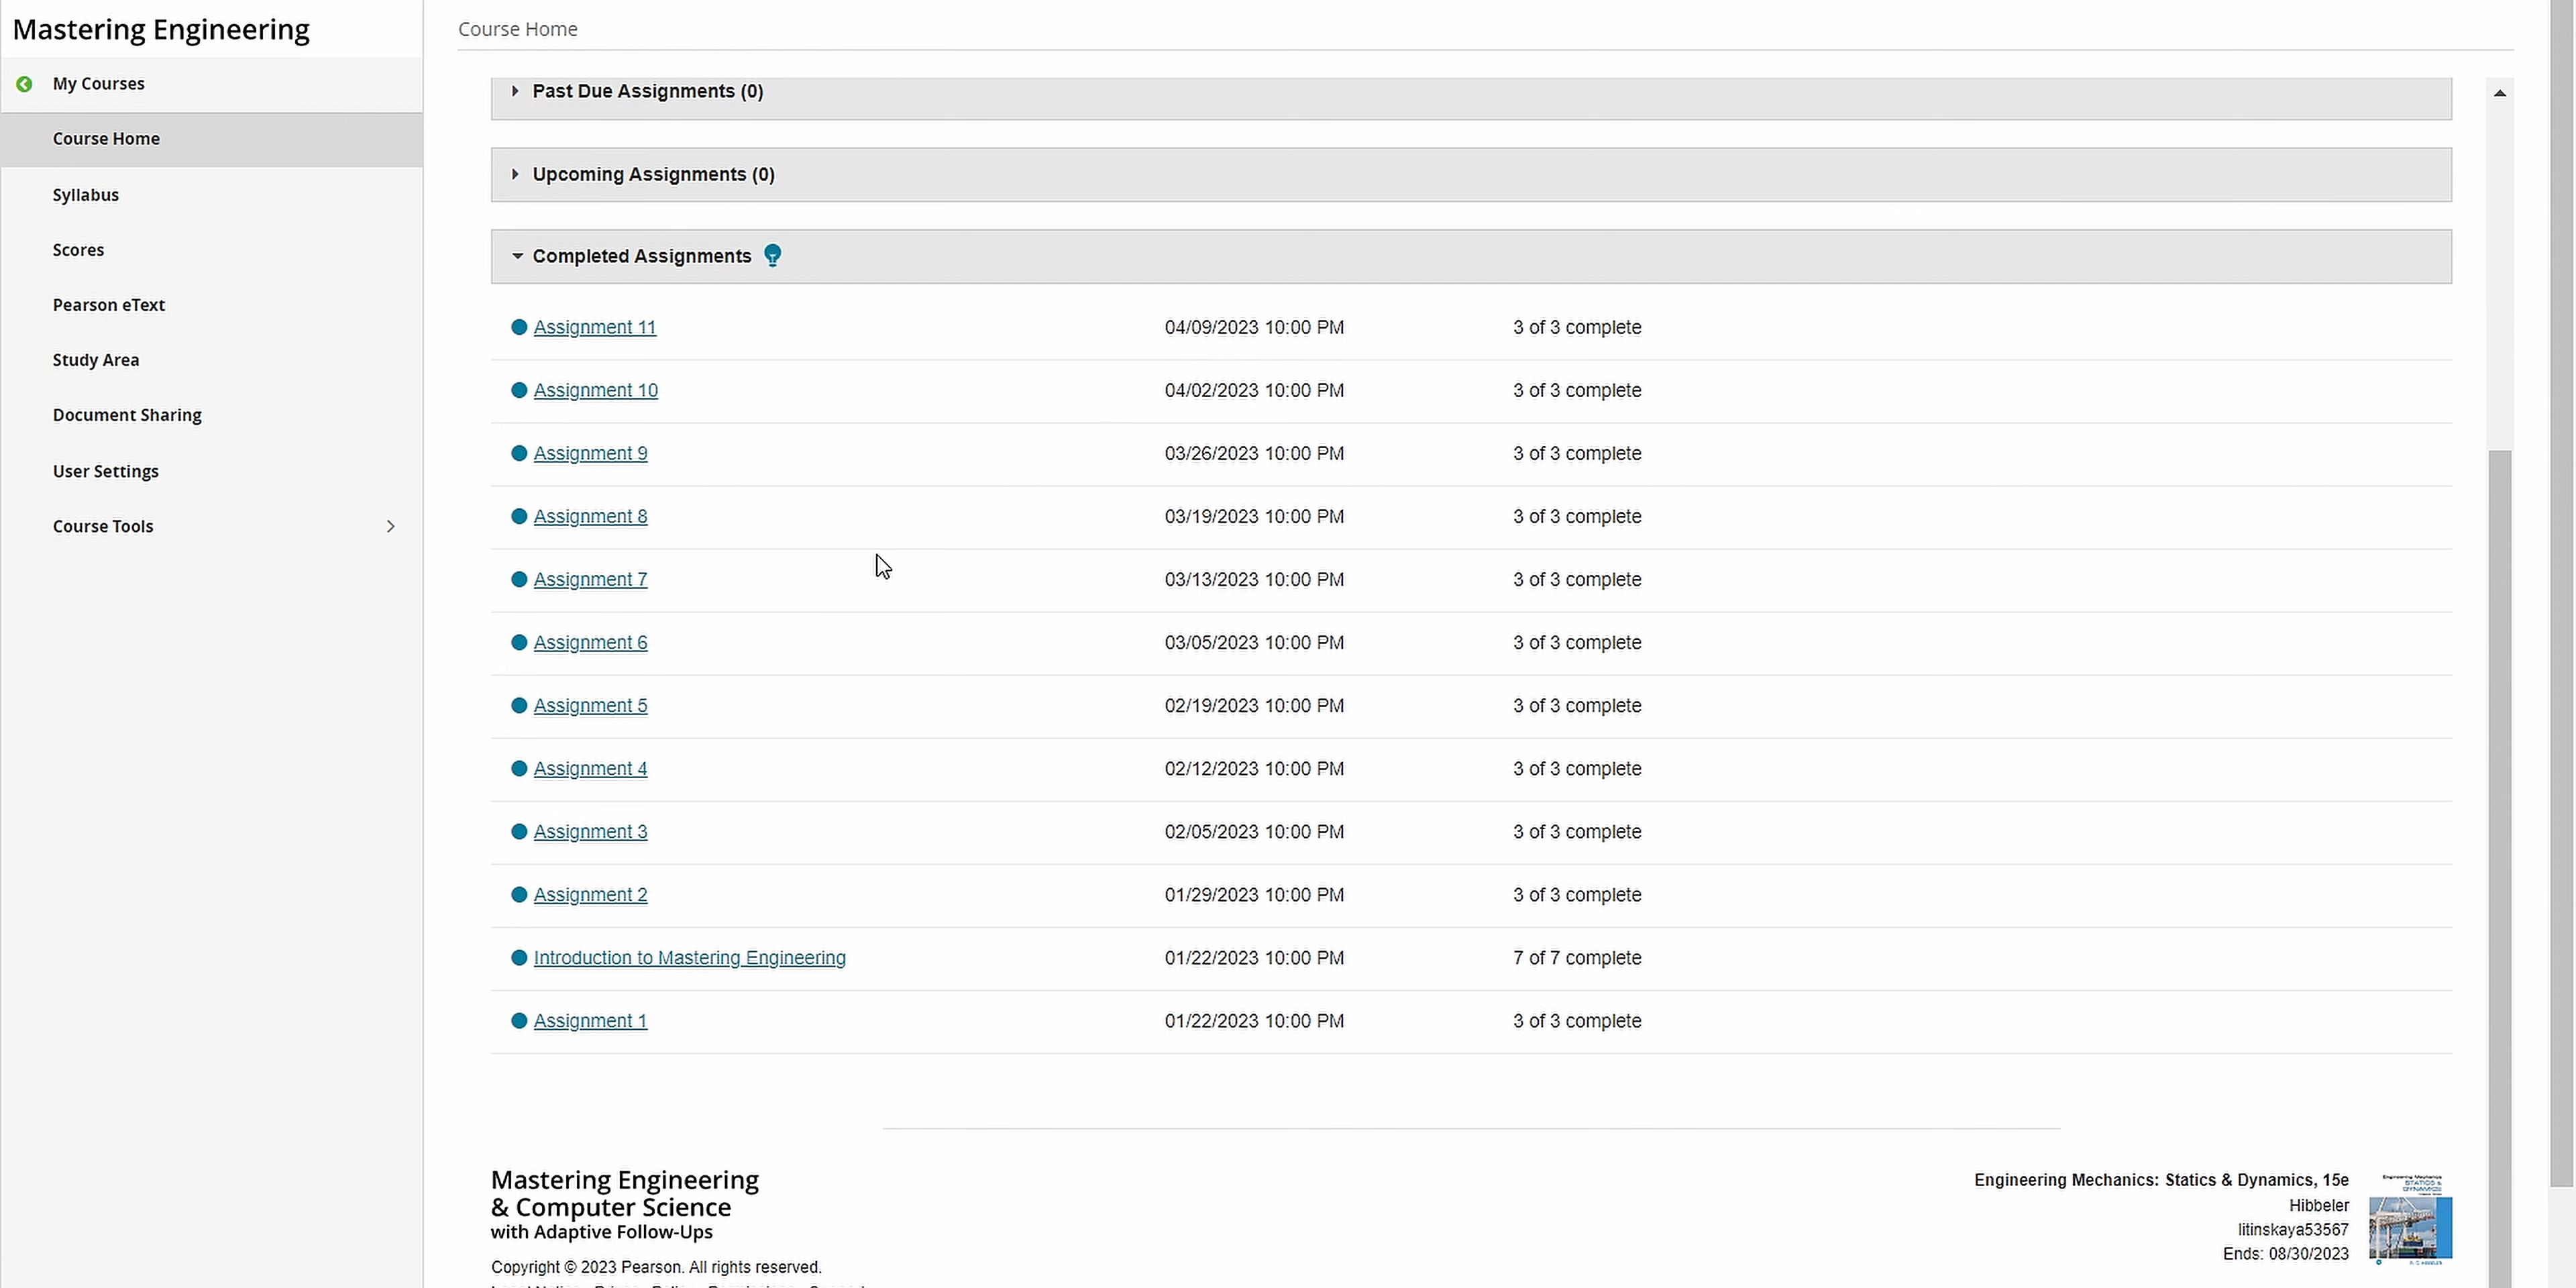 Mastering Engineering
My Courses
Course Home
Syllabus
Scores
Pearson eText
Study Area
Document Sharing
User Settings
Course Tools
Course Home
Past Due Assignments (0)
Upcoming Assignments (0)
Completed Assignments
Assignment 11 04/09/2023 10:00 PM 3 of 3 complete
Assignment 10 04/02/2023 10:00 PM 3 of 3 complete
Assignment 9 03/26/2023 10:00 PM 3 of 3 complete
Assignment 8 03/19/2023 10:00 PM 3 of 3 complete
Assignment 7 03/13/2023 10:00 PM 3 of 3 complete
Assignment 6 03/05/2023 10:00 PM 3 of 3 complete
Assignment 5 02/19/2023 10:00 PM 3 of 3 complete
Assignment 4 02/12/2023 10:00 PM 3 of 3 complete
Assignment 3 02/05/2023 10:00 PM 3 of 3 complete
Assignment 2 01/29/2023 10:00 PM 3 of 3 complete
Introduction to Mastering Engineering 01/22/2023 10:00 PM 7 of 7 complete
Assignment 1 01/22/2023 10:00 PM 3 of 3 complete
Mastering Engineering
& Computer Science
with Adaptive Follow-Ups
Copyright © 2023 Pearson. All rights reserved.
Engineering Mechanics: Statics & Dynamics, 15e
Hibbeler
litinskaya53567
Ends: 08/30/2023
Engineering Mechanics
STATICS &
DYNAMICS